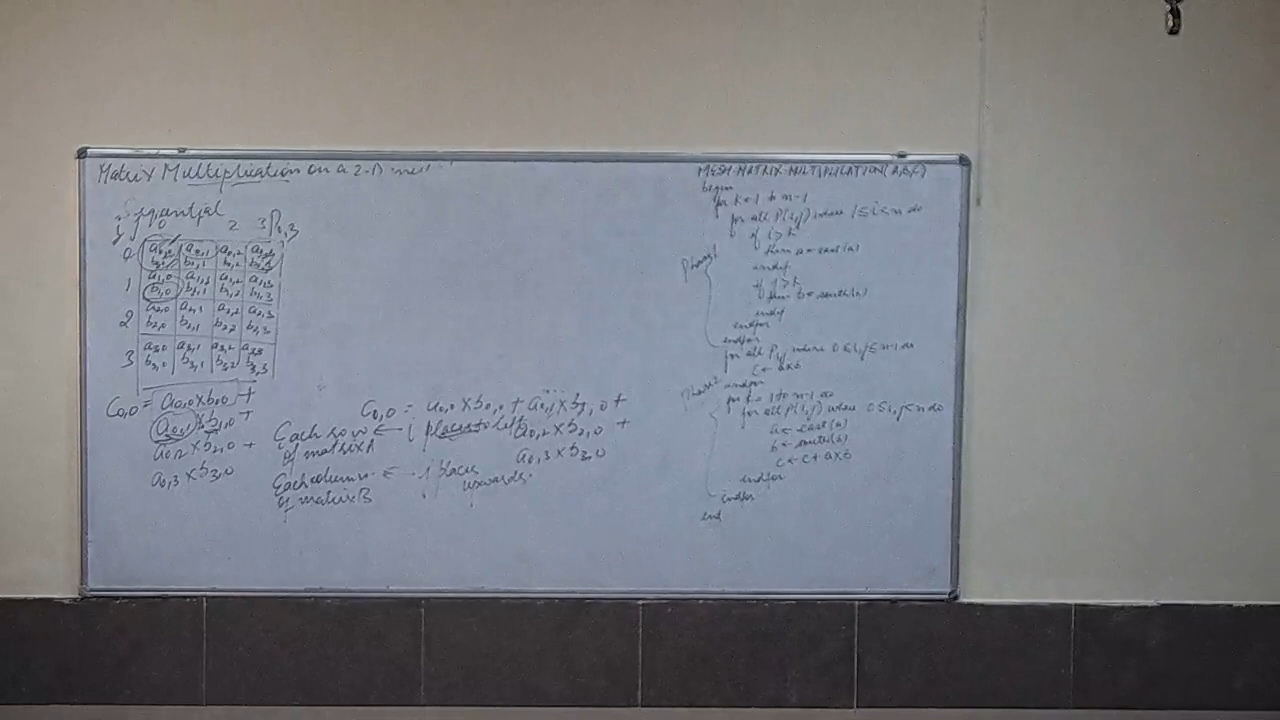 Matrix Multiplication on a 2-D
Sequential
j 0 2 3 P1,3
0 a0,0 a0,1 a0,2 a0,3
b0,0 b0,1 b0,2 b0,3
1 a1,0 a1,1 a1,2 a1,3
b1,0 b1,1 b1,2 b1,3
2 a2,0 a2,1 a2,2 a2,3
b2,0 b2,1 b2,2 b2,3
3 a3,0 a3,1 a3,2 a3,3
b3,0 b3,1 b3,2 b3,3
C0,0 = a0,0 x b0,0 +
a0,1 x b1,0 +
a0,2 x b2,0 +
a0,3 x b3,0
C0,0 = a0,0 x b0,0 + a0,1 x b1,0 +
a0,2 x b2,0 +
a0,3 x b3,0
Each row ← i places to left
of matrix A
Each column ← j places
of matrix B upwards.
MESH-MATRIX-MULTIPLICATION(A,B,C)
begin
for k = 1 to n-1
for all P(i,j) where 1 ≤ i < n do
if i > k
then a ← east(a)
endif
if j > k
then b ← south(b)
endif
endfor
endfor
Phase 1
for all Pi,j where 0 ≤ i,j ≤ n-1 do
c ← a x b
endfor
Phase 2
for k = 1 to n-1 do
for all P(i,j) where 0 ≤ i,j < n do
a ← east(a)
b ← south(b)
c ← c + a x b
endfor
endfor
end